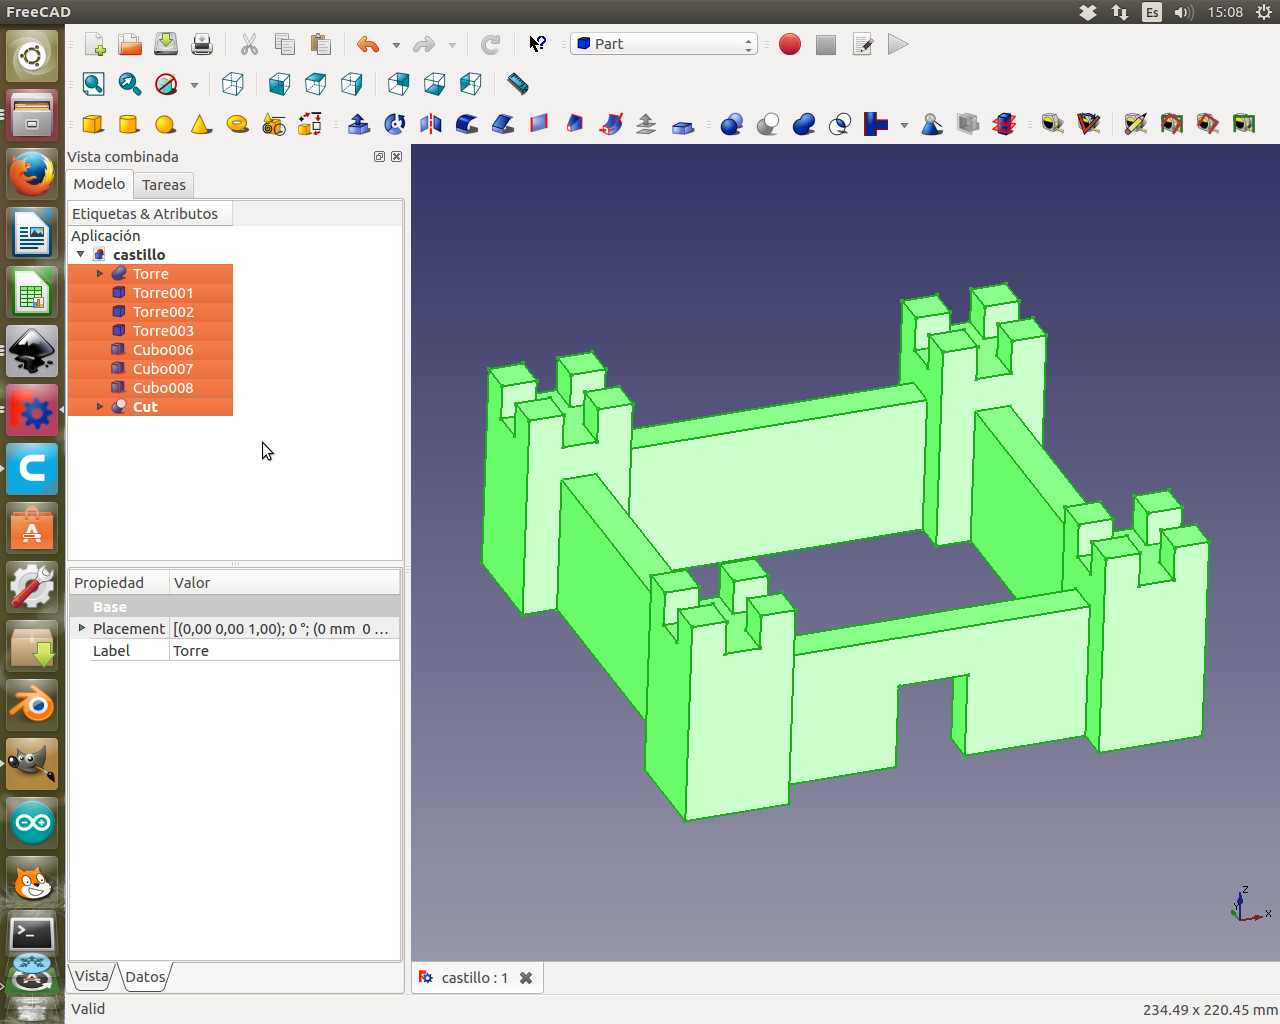 FreeCAD
Es
15:08
Part
Vista combinada
Modelo
Tareas
Etiquetas & Atributos
Aplicación
castillo
Torre
Torre001
Torre002
Torre003
Cubo006
Cubo007
Cubo008
Cut
Propiedad
Valor
Base
Placement
[(0,00 0,00 1,00); 0 °; (0 mm 0 ...
Label
Torre
Z
Y
X
Vista
Datos
castillo : 1
Valid
234.49 x 220.45 mm